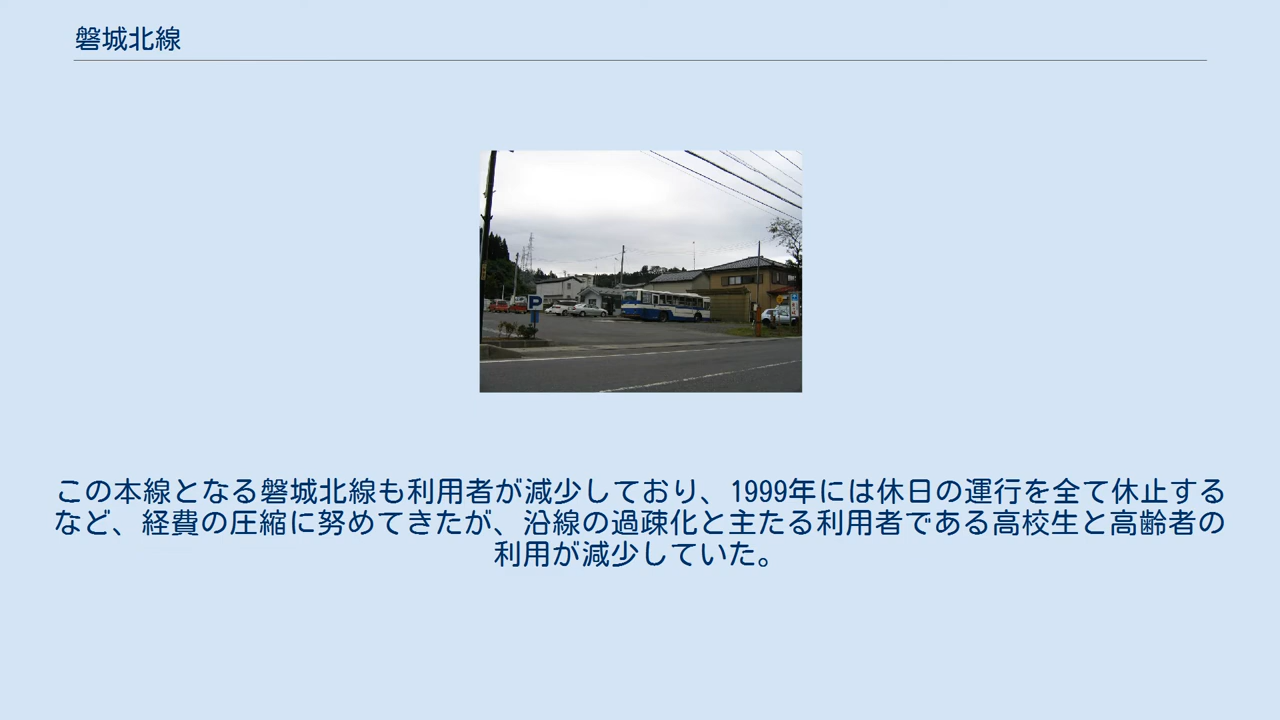 磐城北線
P
この本線となる磐城北線も利用者が減少しており、1999年には休日の運行を全て休止する
など、経費の圧縮に努めてきたが、沿線の過疎化と主たる利用者である高校生と高齢者の
利用が減少していた。